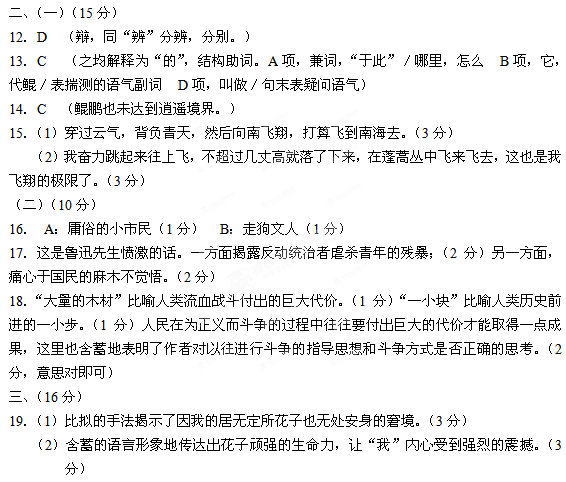 二、（一）（15 分）
12．D （辩，同“辨”分辨，分别。）
13．C （之均解释为“的”，结构助词。A 项，兼词，“于此”／哪里，怎么 B 项，它，
代鲲／表揣测的语气副词 D 项，叫做／句末表疑问语气）
14．C （鲲鹏也未达到逍遥境界。）
15．（1）穿过云气，背负青天，然后向南飞翔，打算飞到南海去。（3 分）
（2）我奋力跳起来往上飞，不超过几丈高就落了下来，在蓬蒿丛中飞来飞去，这也是我
飞翔的极限了。（3 分）
（二）（10 分）
16． A：庸俗的小市民（1 分） B：走狗文人（1 分）
17．这是鲁迅先生愤激的话。一方面揭露反动统治者虐杀青年的残暴；（2 分）另一方面，
痛心于国民的麻木不觉悟。（2 分）
18．“大量的木材”比喻人类流血战斗付出的巨大代价。（1 分）“一小块”比喻人类历史前
进的一小步。（1 分）人民在为正义而斗争的过程中往往要付出巨大的代价才能取得一点成
果，这里也含蓄地表明了作者对以往进行斗争的指导思想和斗争方式是否正确的思考。（2
分，意思对即可）
三、（16 分）
19．（1）比拟的手法揭示了因我的居无定所花子也无处安身的窘境。（3 分）
（2）含蓄的语言形象地传达出花子顽强的生命力，让“我”内心受到强烈的震撼。（3
分）